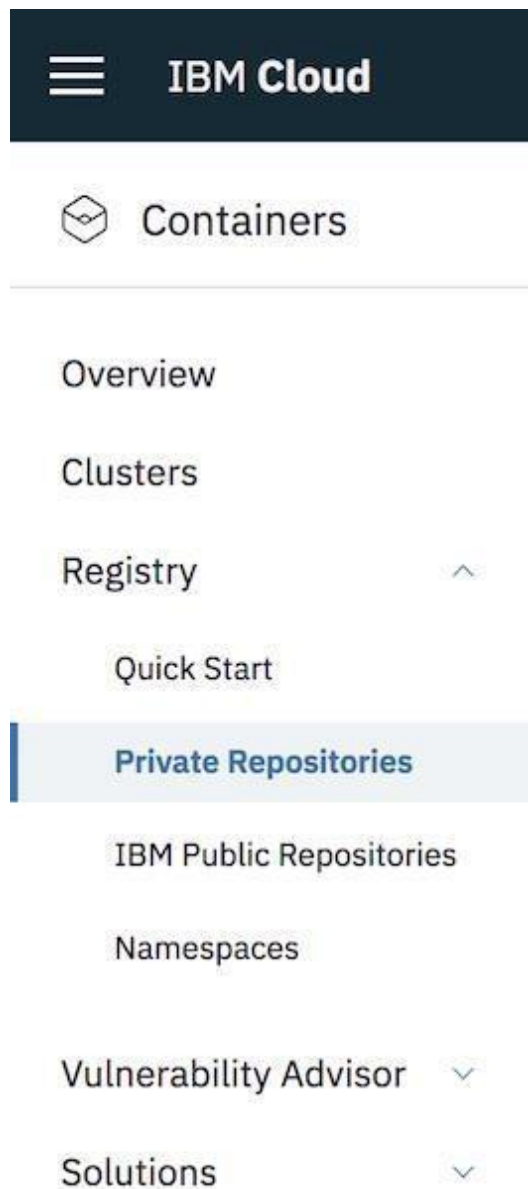 IBM Cloud
Containers
Overview
Clusters
Registry
Quick Start
Private Repositories
IBM Public Repositories
Namespaces
Vulnerability Advisor
Solutions